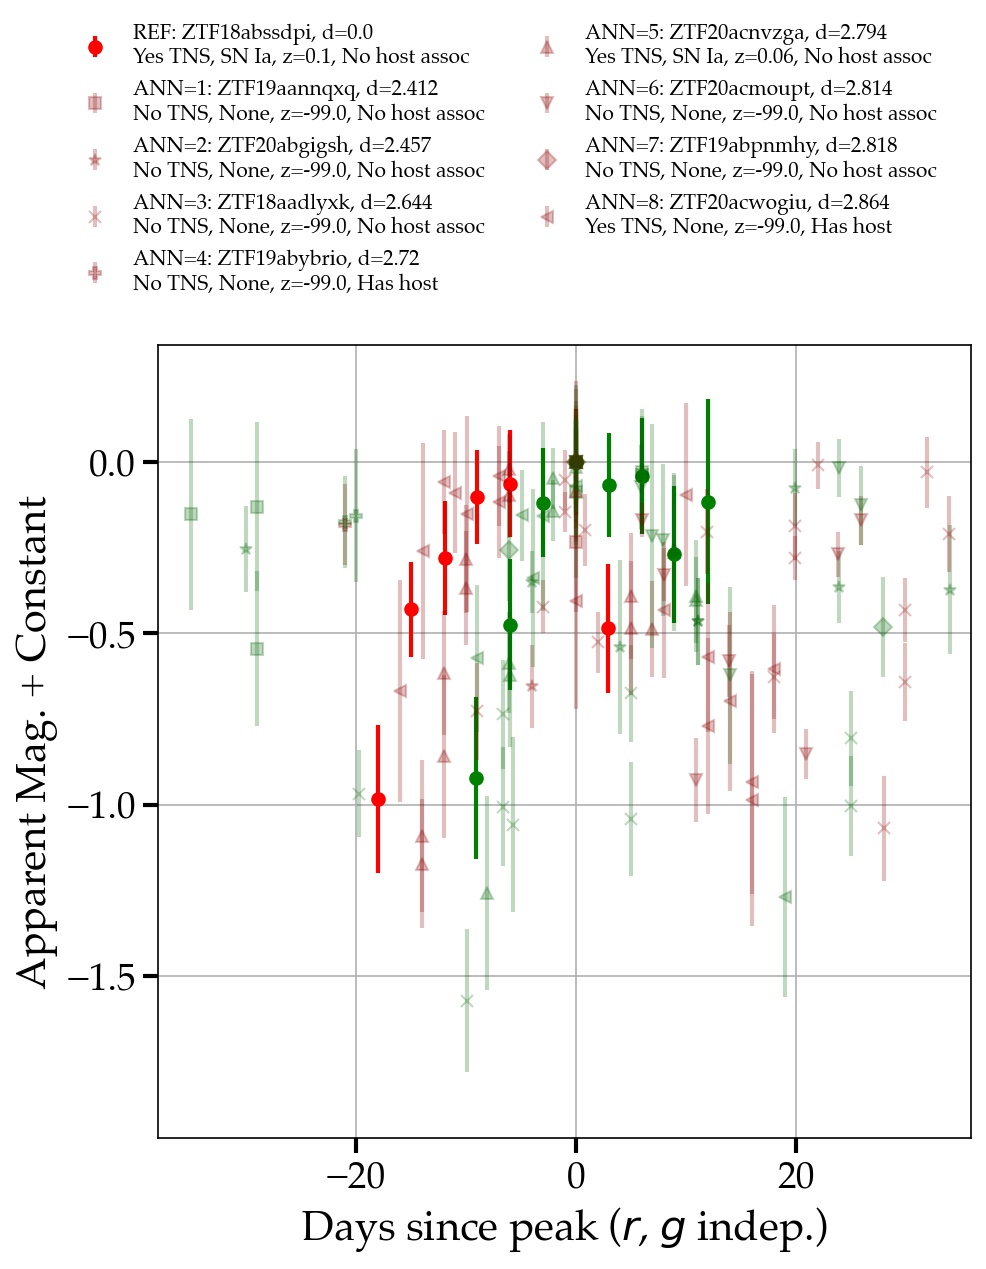 REF: ZTF18abssdpi, d=0.0
Yes TNS, SN Ia, z=0.1, No host assoc
ANN=1: ZTF19aannqxq, d=2.412
No TNS, None, z=-99.0, No host assoc
ANN=2: ZTF20abgigsh, d=2.457
No TNS, None, z=-99.0, No host assoc
ANN=3: ZTF18aadlyxk, d=2.644
No TNS, None, z=-99.0, No host assoc
ANN=4: ZTF19abybrio, d=2.72
No TNS, None, z=-99.0, Has host
ANN=5: ZTF20acnvzga, d=2.794
Yes TNS, SN Ia, z=0.06, No host assoc
ANN=6: ZTF20acmoupt, d=2.814
No TNS, None, z=-99.0, No host assoc
ANN=7: ZTF19abpnmhy, d=2.818
No TNS, None, z=-99.0, No host assoc
ANN=8: ZTF20acwogiu, d=2.864
Yes TNS, None, z=-99.0, Has host
Apparent Mag. + Constant
0.0
−0.5
−1.0
−1.5
−20
0
20
Days since peak (r, g indep.)